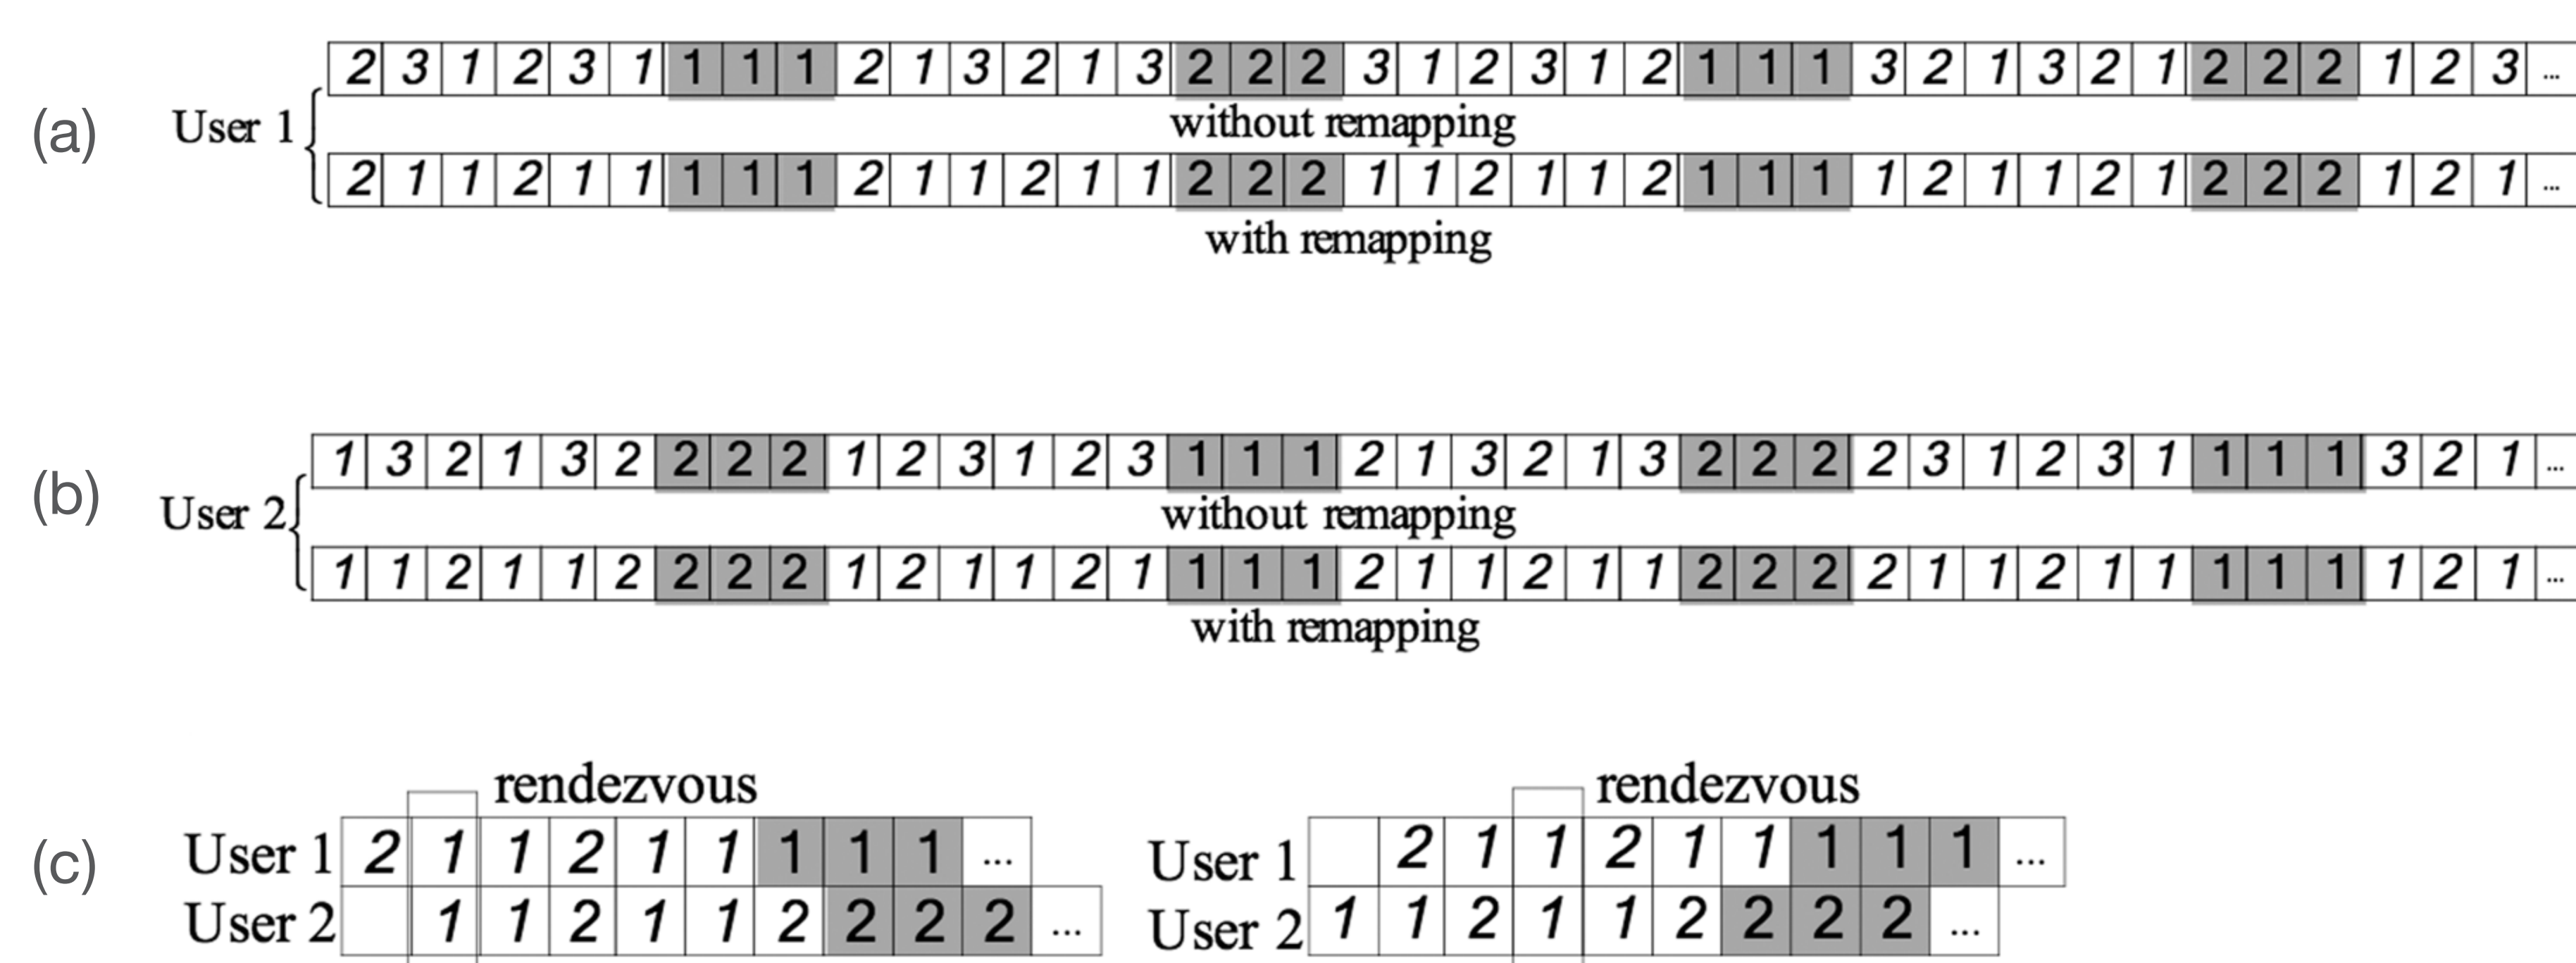 2 3 1 2 3 1 1 1 1 2 1 3 2 1 3 2 2 2 3 1 2 3 1 2 1 1 1 3 2 1 3 2 1 2 2 2 1 2 3 ...
(a) User 1
without remapping
2 1 1 2 1 1 1 1 1 2 1 1 2 1 1 2 2 2 1 1 2 1 1 2 1 1 1 1 2 1 1 2 1 2 2 2 1 2 1 ...
with remapping
1 3 2 1 3 2 2 2 2 1 2 3 1 2 3 1 1 1 2 1 3 2 1 3 2 2 2 2 3 1 2 3 1 1 1 1 3 2 1 ...
(b) User 2
without remapping
1 1 2 1 1 2 2 2 2 1 2 1 1 2 1 1 1 1 2 1 1 2 1 1 2 2 2 2 1 1 2 1 1 1 1 1 1 2 1 ...
with remapping
(c)
rendezvous
User 1 2 1 1 2 1 1 1 1 1 ...
User 2 1 1 2 1 1 2 2 2 2 ...
rendezvous
User 1 2 1 1 2 1 1 1 1 1 ...
User 2 1 1 2 1 1 2 2 2 2 ...